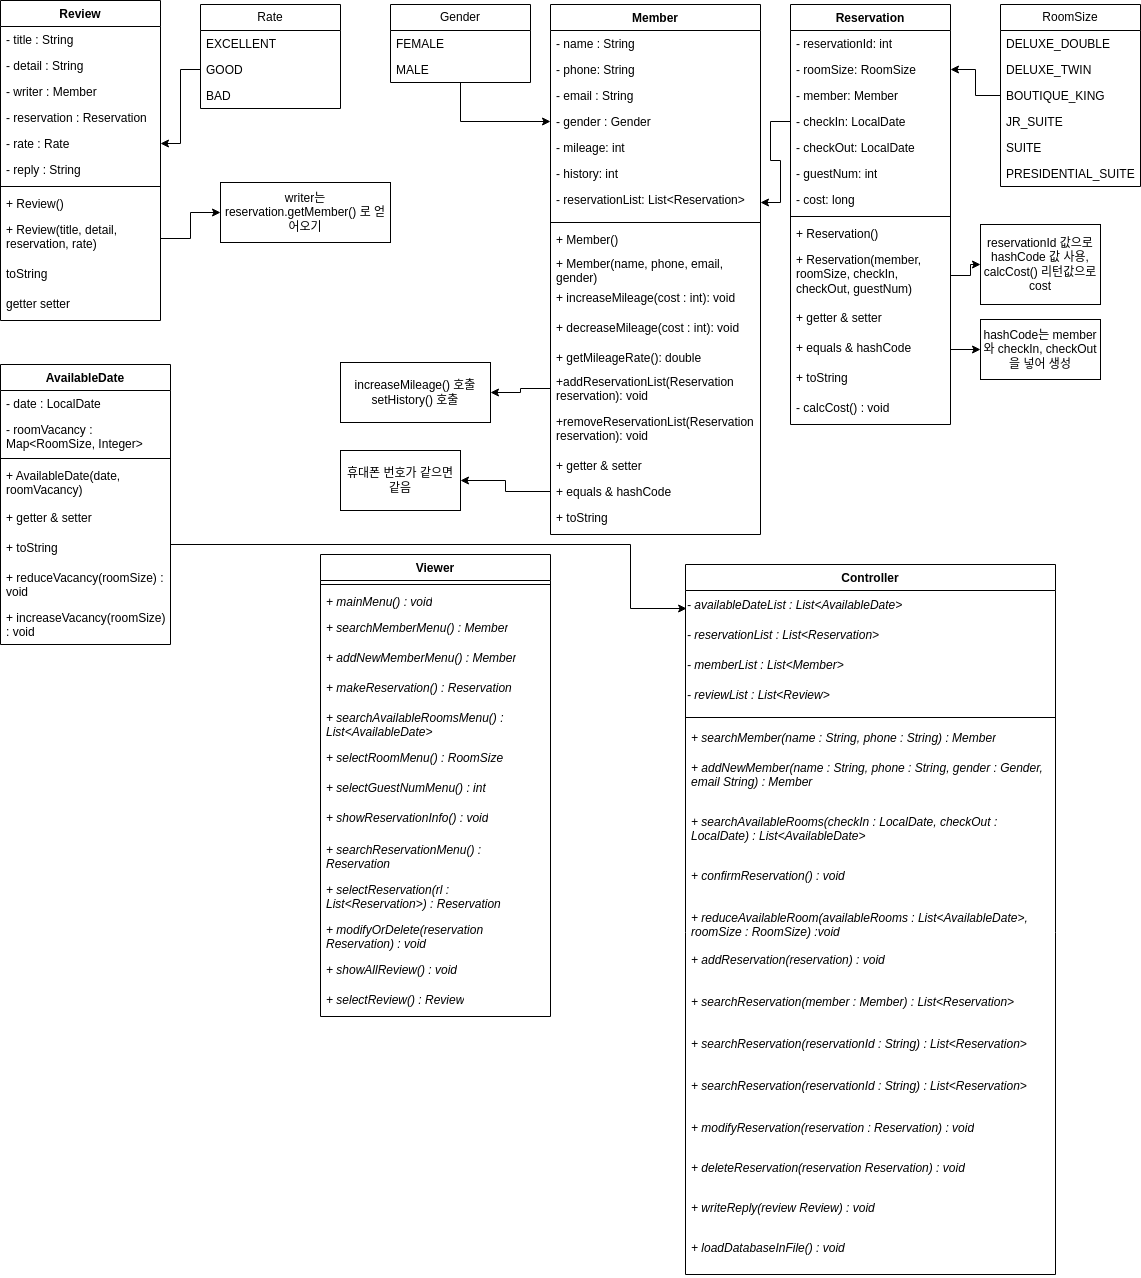 Review
- title : String
- detail : String
- writer : Member
- reservation : Reservation
- rate : Rate
- reply : String
+ Review()
+ Review(title, detail,
reservation, rate)
toString
getter setter
Rate
EXCELLENT
GOOD
BAD
writer는
reservation.getMember() 로 얻
어오기
Gender
FEMALE
MALE
Member
- name : String
- phone: String
- email : String
- gender : Gender
- mileage: int
- history: int
- reservationList: List<Reservation>
+ Member()
+ Member(name, phone, email,
gender)
+ increaseMileage(cost : int): void
+ decreaseMileage(cost : int): void
+ getMileageRate(): double
+addReservationList(Reservation
reservation): void
+removeReservationList(Reservation
reservation): void
+ getter & setter
+ equals & hashCode
+ toString
increaseMileage() 호출
setHistory() 호출
휴대폰 번호가 같으면
같음
Reservation
- reservationId: int
- roomSize: RoomSize
- member: Member
- checkIn: LocalDate
- checkOut: LocalDate
- guestNum: int
- cost: long
+ Reservation()
+ Reservation(member,
roomSize, checkIn,
checkOut, guestNum)
+ getter & setter
+ equals & hashCode
+ toString
- calcCost() : void
RoomSize
DELUXE_DOUBLE
DELUXE_TWIN
BOUTIQUE_KING
JR_SUITE
SUITE
PRESIDENTIAL_SUITE
reservationId 값으로
hashCode 값 사용,
calcCost() 리턴값으로
cost
hashCode는 member
와 checkIn, checkOut
을 넣어 생성
AvailableDate
- date : LocalDate
- roomVacancy :
Map<RoomSize, Integer>
+ AvailableDate(date,
roomVacancy)
+ getter & setter
+ toString
+ reduceVacancy(roomSize) :
void
+ increaseVacancy(roomSize)
: void
Viewer
+ mainMenu() : void
+ searchMemberMenu() : Member
+ addNewMemberMenu() : Member
+ makeReservation() : Reservation
+ searchAvailableRoomsMenu() :
List<AvailableDate>
+ selectRoomMenu() : RoomSize
+ selectGuestNumMenu() : int
+ showReservationInfo() : void
+ searchReservationMenu() :
Reservation
+ selectReservation(rl :
List<Reservation>) : Reservation
+ modifyOrDelete(reservation
Reservation) : void
+ showAllReview() : void
+ selectReview() : Review
Controller
- availableDateList : List<AvailableDate>
- reservationList : List<Reservation>
- memberList : List<Member>
- reviewList : List<Review>
+ searchMember(name : String, phone : String) : Member
+ addNewMember(name : String, phone : String, gender : Gender,
email String) : Member
+ searchAvailableRooms(checkIn : LocalDate, checkOut :
LocalDate) : List<AvailableDate>
+ confirmReservation() : void
+ reduceAvailableRoom(availableRooms : List<AvailableDate>,
roomSize : RoomSize) :void
+ addReservation(reservation) : void
+ searchReservation(member : Member) : List<Reservation>
+ searchReservation(reservationId : String) : List<Reservation>
+ searchReservation(reservationId : String) : List<Reservation>
+ modifyReservation(reservation : Reservation) : void
+ deleteReservation(reservation Reservation) : void
+ writeReply(review Review) : void
+ loadDatabaseInFile() : void